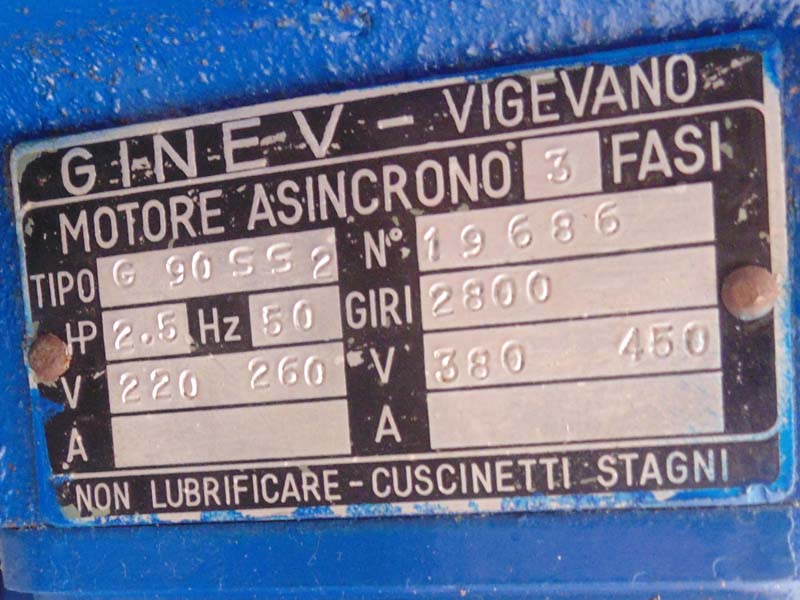 GINEV - VIGEVANO
MOTORE ASINCRONO 3 FASI
TIPO G 90SS2 N° 19686
HP 2.5 Hz 50 GIRI 2800
V 220 260 V 380 450
A A
NON LUBRIFICARE - CUSCINETTI STAGNI